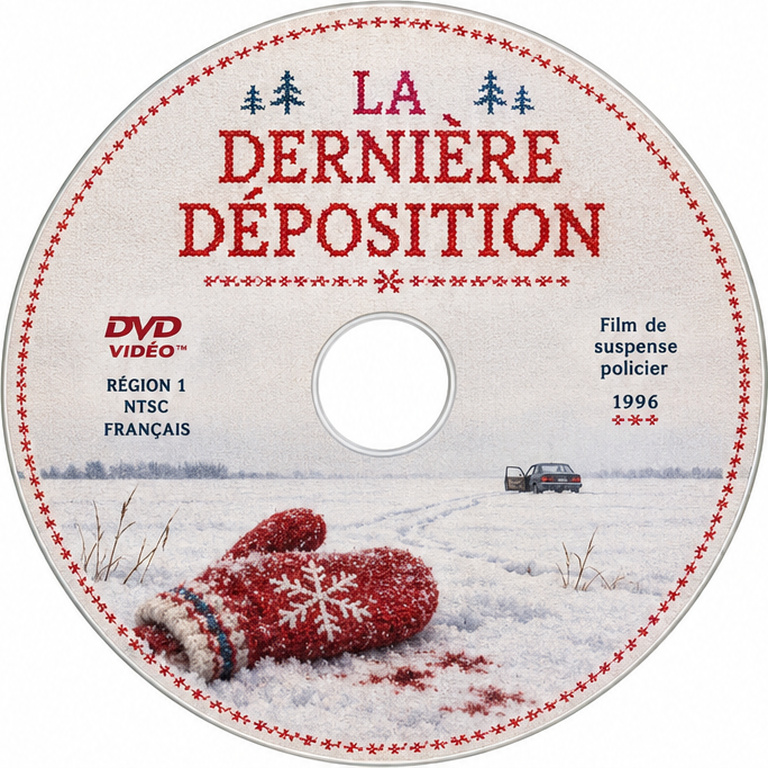 LA
DERNIÈRE
DÉPOSITION
DVD
VIDÉO™
RÉGION 1
NTSC
FRANÇAIS
Film de
suspense
policier
1996